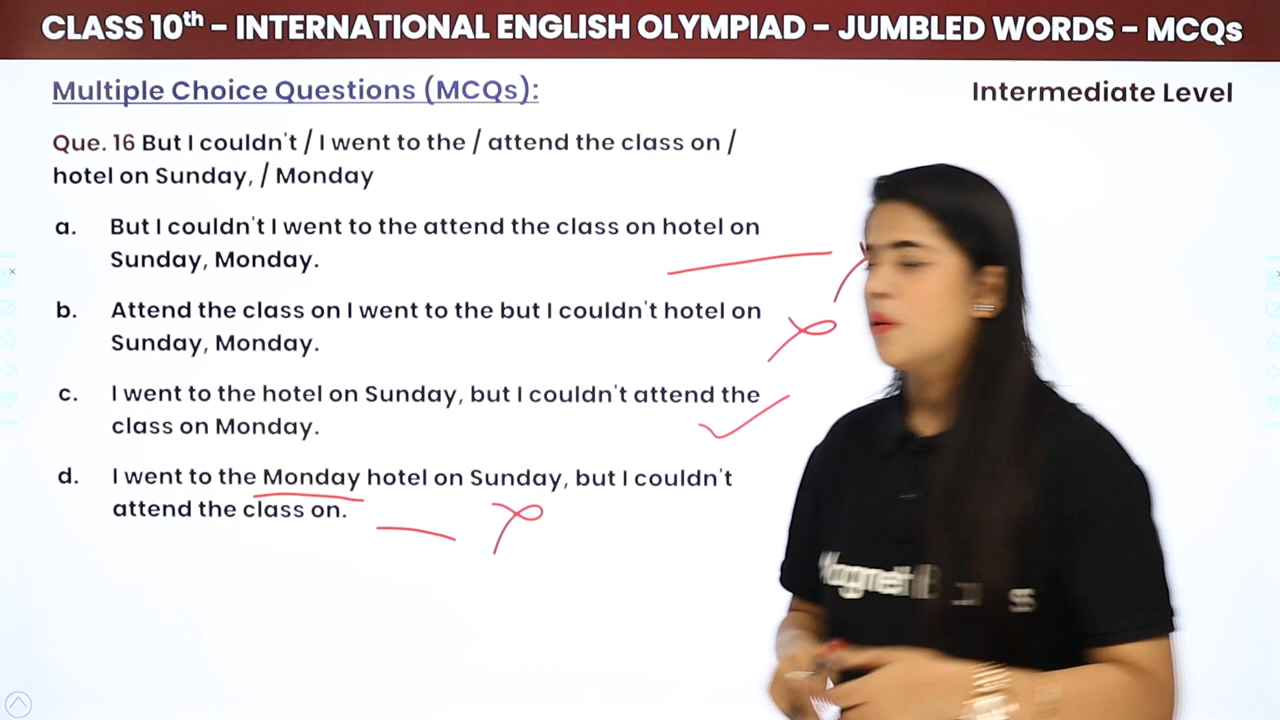 CLASS 10th – INTERNATIONAL ENGLISH OLYMPIAD – JUMBLED WORDS – MCQs
Multiple Choice Questions (MCQs):
Intermediate Level
Que. 16 But I couldn't / I went to the / attend the class on /
hotel on Sunday, / Monday
a. But I couldn't I went to the attend the class on hotel on
Sunday, Monday.
b. Attend the class on I went to the but I couldn't hotel on
Sunday, Monday.
c. I went to the hotel on Sunday, but I couldn't attend the
class on Monday.
d. I went to the Monday hotel on Sunday, but I couldn't
attend the class on.